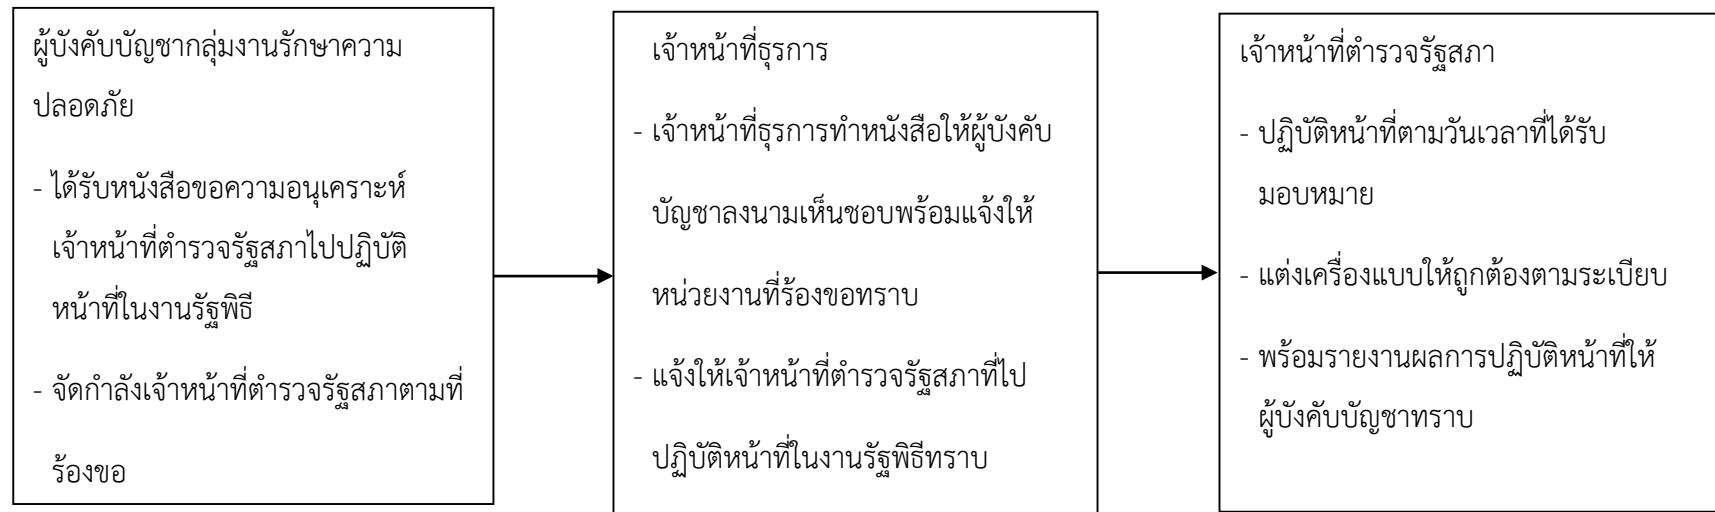 ผู้บังคับบัญชากลุ่มงานรักษาความ
ปลอดภัย
- ได้รับหนังสือขอความอนุเคราะห์
เจ้าหน้าที่ตำรวจรัฐสภาไปปฏิบัติ
หน้าที่ในงานรัฐพิธี
- จัดกำลังเจ้าหน้าที่ตำรวจรัฐสภาตามที่
ร้องขอ
เจ้าหน้าที่ธุรการ
- เจ้าหน้าที่ธุรการทำหนังสือให้ผู้บังคับ
บัญชาลงนามเห็นชอบพร้อมแจ้งให้
หน่วยงานที่ร้องขอทราบ
- แจ้งให้เจ้าหน้าที่ตำรวจรัฐสภาที่ไป
ปฏิบัติหน้าที่ในงานรัฐพิธีทราบ
เจ้าหน้าที่ตำรวจรัฐสภา
- ปฏิบัติหน้าที่ตามวันเวลาที่ได้รับ
มอบหมาย
- แต่งเครื่องแบบให้ถูกต้องตามระเบียบ
- พร้อมรายงานผลการปฏิบัติหน้าที่ให้
ผู้บังคับบัญชาทราบ